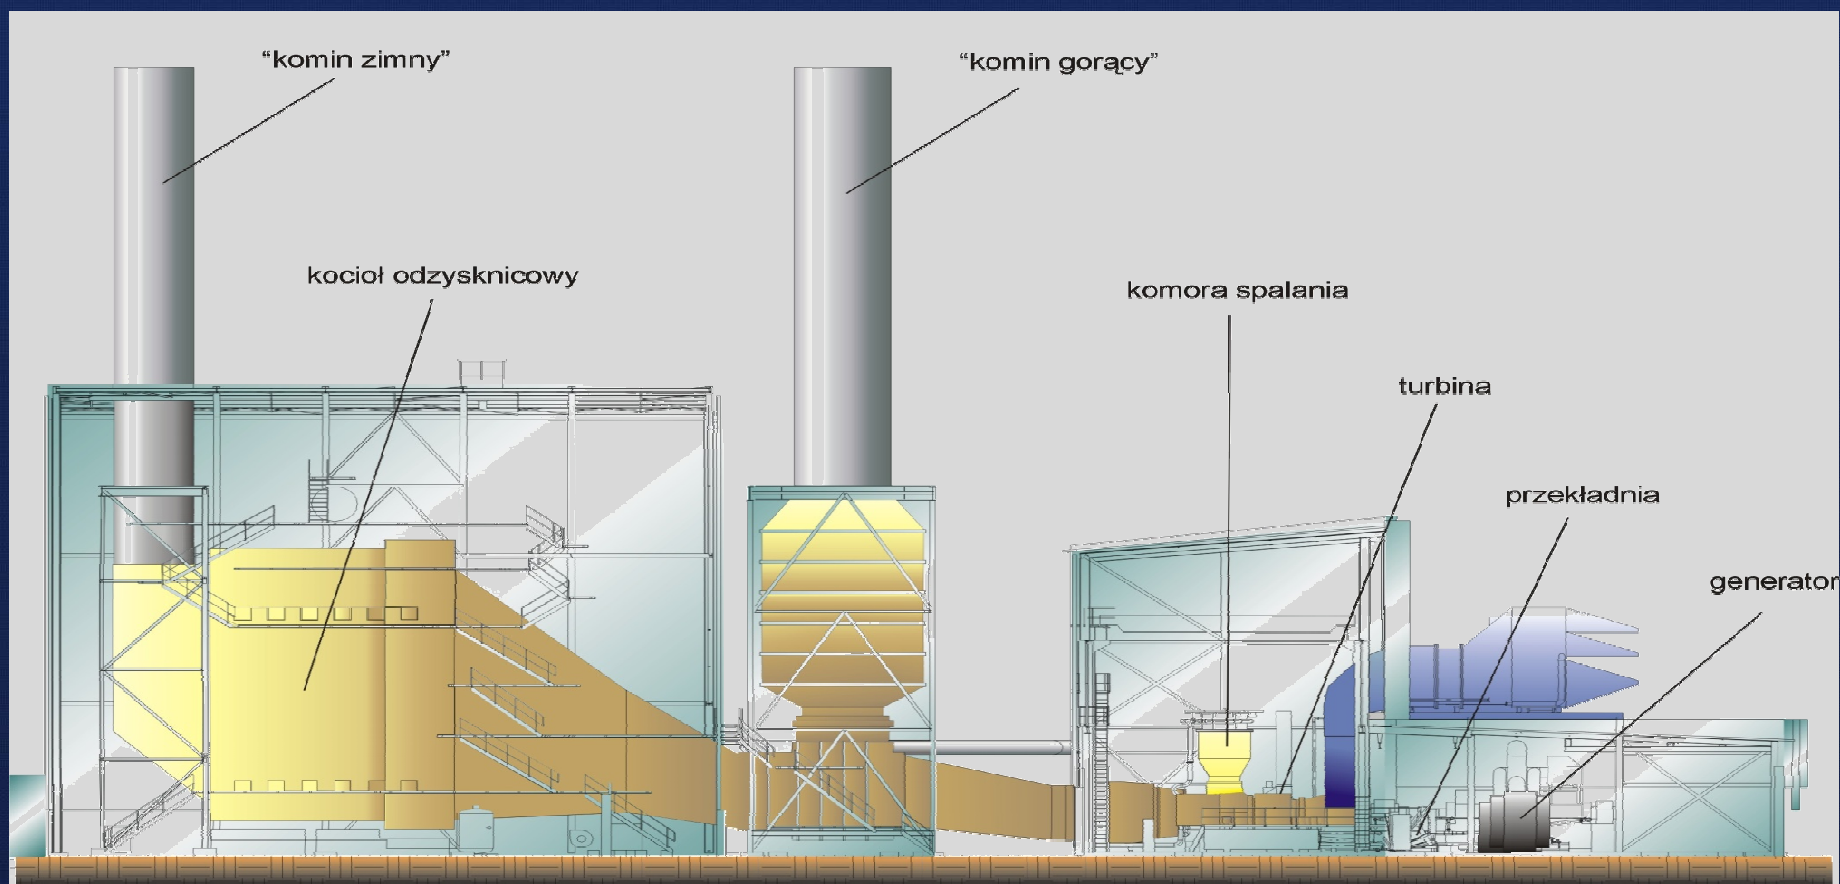 “komin zimny”
“komin gorący”
kocioł odzysknicowy
komora spalania
turbina
przekładnia
generator